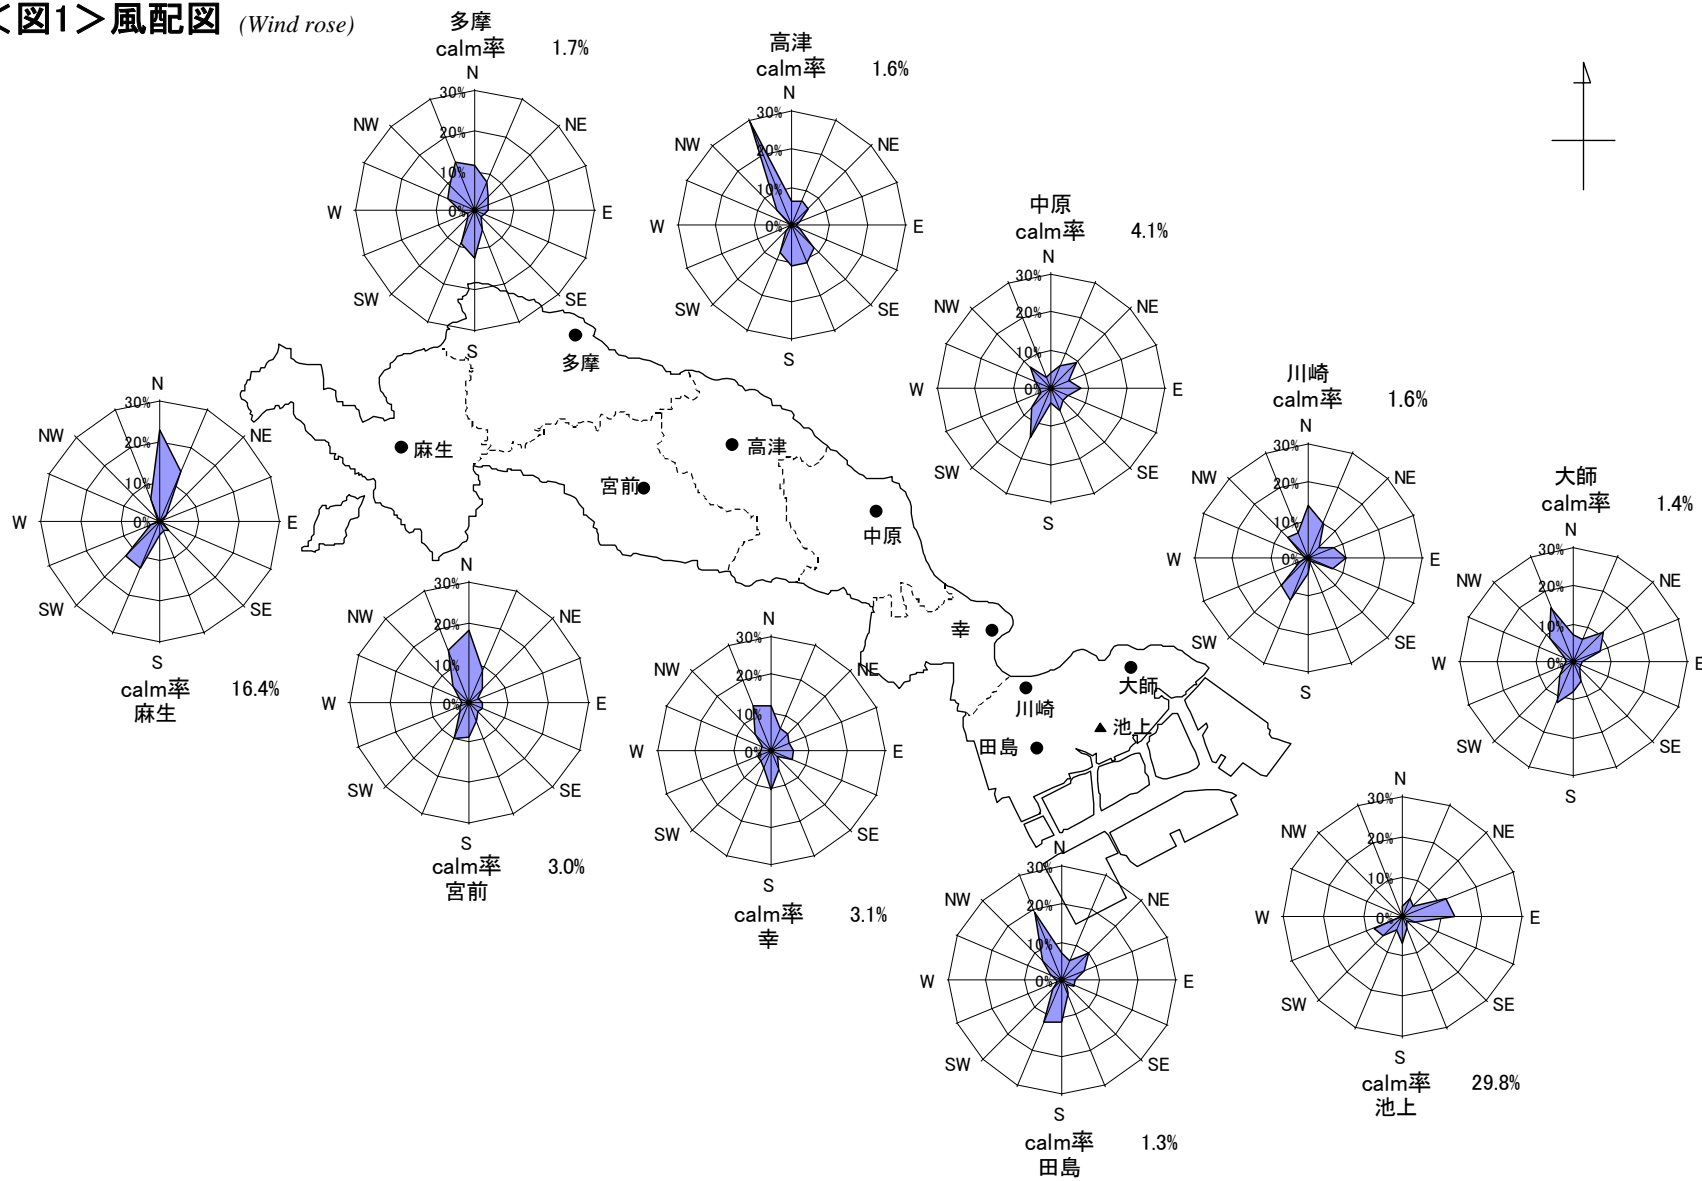 ＜図1＞風配図 (Wind rose)
多摩
calm率 1.7%
N
30%
20%
10%
0%
NW
NE
W
E
SW
SE
S
高津
calm率 1.6%
N
30%
20%
10%
0%
NW
NE
W
E
SW
SE
S
中原
calm率 4.1%
N
30%
20%
10%
0%
NW
NE
W
E
SW
SE
S
川崎
calm率 1.6%
N
30%
20%
10%
0%
NW
NE
W
E
SW
SE
S
大師
calm率 1.4%
N
30%
20%
10%
0%
NW
NE
W
E
SW
SE
S
N
30%
20%
10%
0%
NW
NE
W
E
SW
SE
S
calm率 16.4%
麻生
N
30%
20%
10%
0%
NW
NE
W
E
SW
SE
S
calm率 3.0%
宮前
N
30%
20%
10%
0%
NW
NE
W
E
SW
SE
S
calm率 3.1%
幸
N
30%
20%
10%
0%
NW
NE
W
E
SW
SE
S
calm率 1.3%
田島
N
30%
20%
10%
0%
NW
NE
W
E
SW
SE
S
calm率 29.8%
池上
多摩
麻生
高津
宮前
中原
幸
大師
川崎
池上
田島